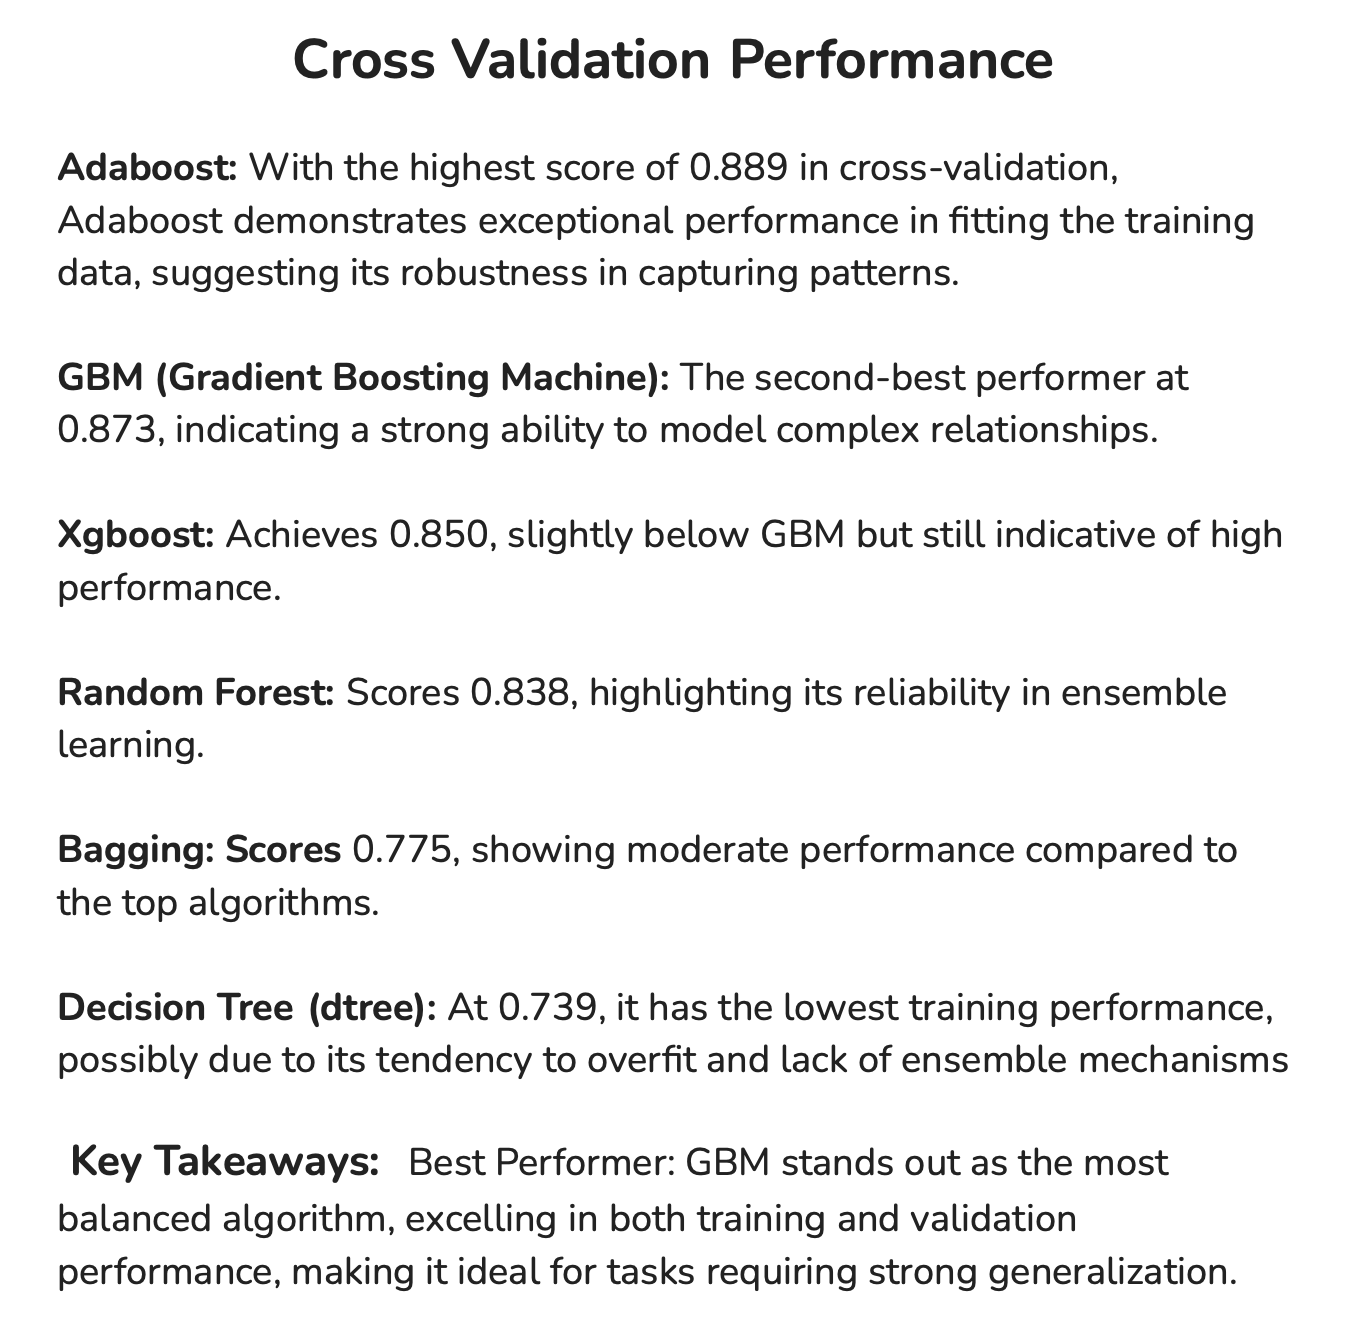 Cross Validation Performance
Adaboost: With the highest score of 0.889 in cross-validation,
Adaboost demonstrates exceptional performance in fitting the training
data, suggesting its robustness in capturing patterns.
GBM (Gradient Boosting Machine): The second-best performer at
0.873, indicating a strong ability to model complex relationships.
Xgboost: Achieves 0.850, slightly below GBM but still indicative of high
performance.
Random Forest: Scores 0.838, highlighting its reliability in ensemble
learning.
Bagging: Scores 0.775, showing moderate performance compared to
the top algorithms.
Decision Tree (dtree): At 0.739, it has the lowest training performance,
possibly due to its tendency to overfit and lack of ensemble mechanisms
Key Takeaways: Best Performer: GBM stands out as the most
balanced algorithm, excelling in both training and validation
performance, making it ideal for tasks requiring strong generalization.